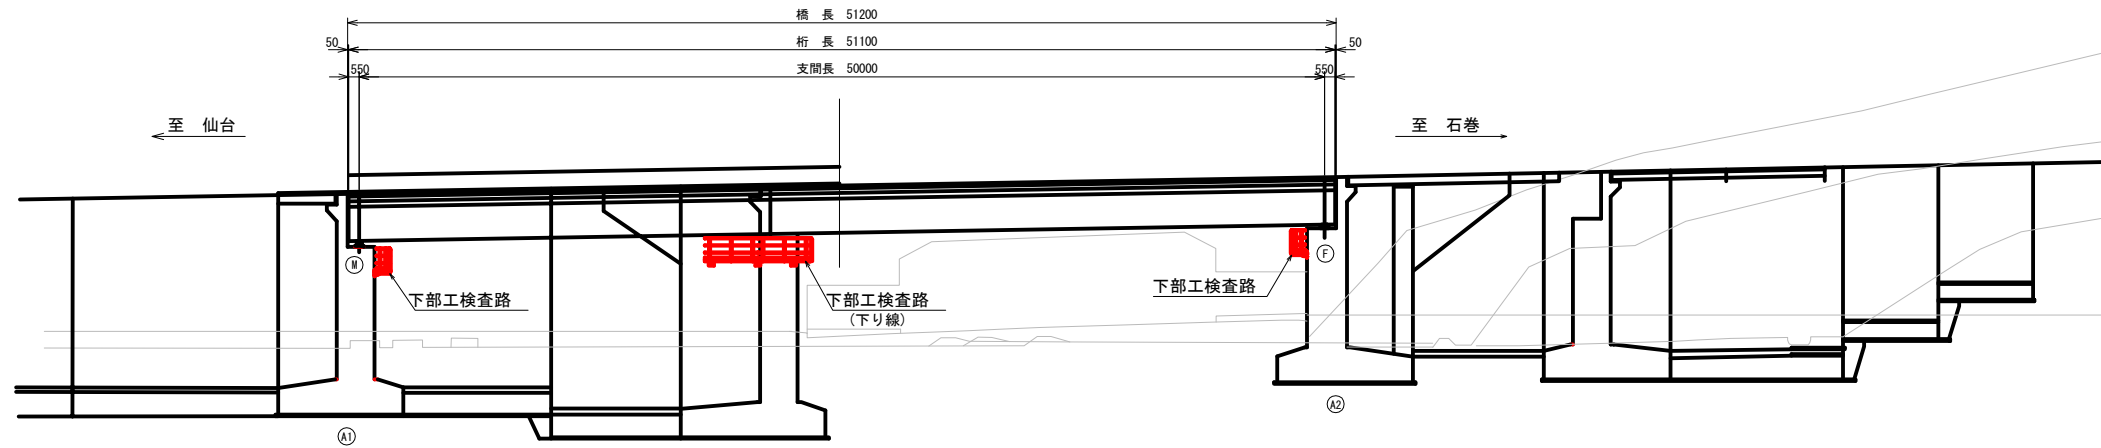 橋 長 51200
50 桁 長 51100 50
550 支間長 50000 550
至 仙台 至 石巻
M F
下部工検査路 下部工検査路 下部工検査路
(下り線)
A2
A1